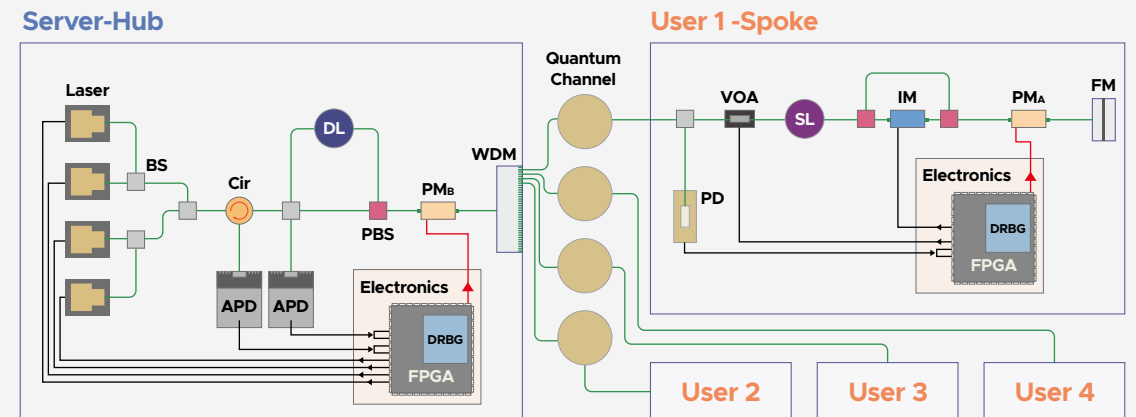 Server-Hub
User 1 -Spoke
Quantum
Channel
Laser
DL
BS
Cir
WDM
PMB
PBS
APD
APD
Electronics
DRBG
FPGA
VOA
SL
IM
PMA
FM
PD
Electronics
DRBG
FPGA
User 2
User 3
User 4